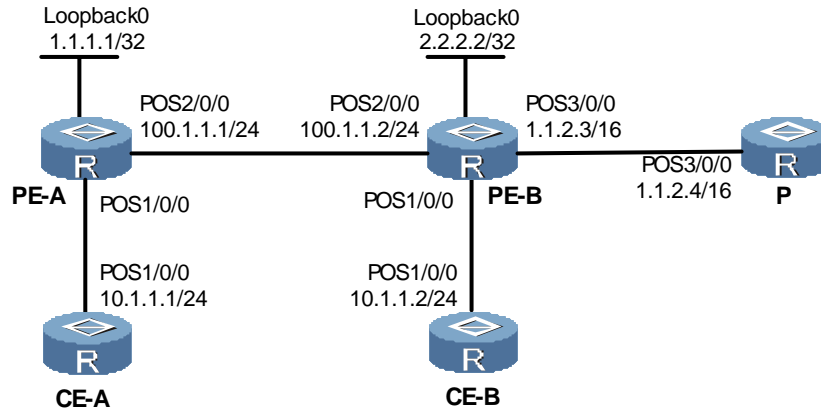 Loopback0
1.1.1.1/32
Loopback0
2.2.2.2/32
POS2/0/0
100.1.1.1/24
POS2/0/0
100.1.1.2/24
POS3/0/0
1.1.2.3/16
R
PE-A
R
PE-B
POS3/0/0
1.1.2.4/16
R
P
POS1/0/0
POS1/0/0
POS1/0/0
10.1.1.1/24
POS1/0/0
10.1.1.2/24
R
CE-A
R
CE-B